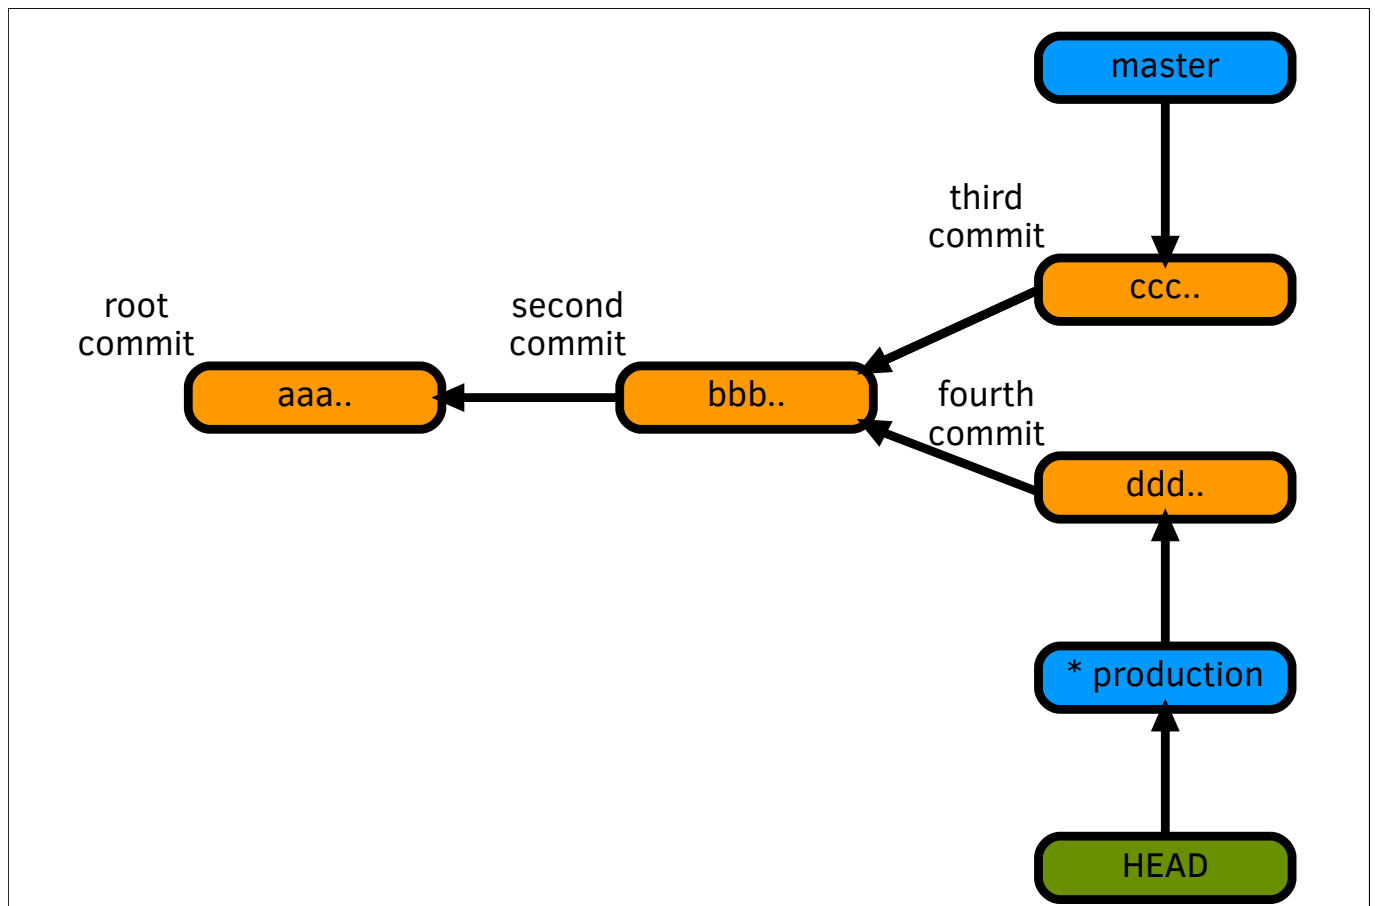 master
third
commit
ccc..
root
commit
second
commit
aaa..
bbb..
fourth
commit
ddd..
* production
HEAD